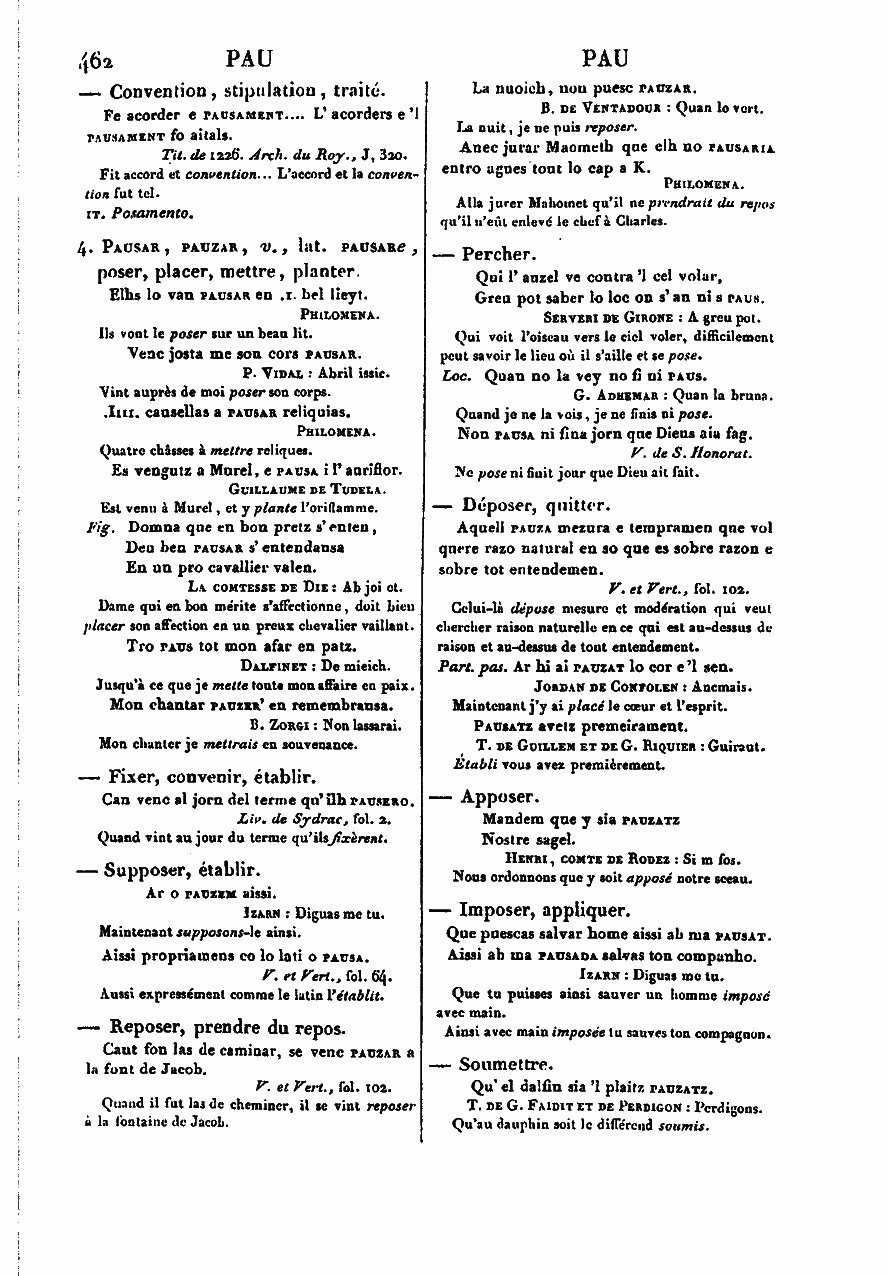 462 PAU PAU
— Convention, stipulation, traité.
Fe acorder e PAUSAMENT.... L'acorders e 'l
PAUSAMENT fo aitals.
Tit. de 1226. Arch. du Roy., J, 320.
Fit accord et convention... L'accord et la conven-
tion fut tel.
IT. Posamento.
4. PAUSAR, PAUZAR, v., lat. PAUSARe,
poser, placer, mettre, planter.
Elhs lo van PAUSAR en .I. bel lieyt.
PHILOMENA.
Ils vont le poser sur un beau lit.
Venc josta me son cors PAUSAR.
P. VIDAL : Abril issic.
Vint auprès de moi poser son corps.
.IIII. caussellas a PAUSAR reliquias.
PHILOMENA.
Quatre châsses à mettre reliques.
Es vengutz a Murel, e PAUSA i l'auriflor.
GUILLAUME DE TUDELA.
Est venu à Murel, et y plante l'oriflamme.
Fig. Domna que en bon pretz s'enten,
Deu ben PAUSAR s'entendansa
En un pro cavallier valen.
LA COMTESSE DE DIE : Ab joi et.
Dame qui en bon mérite s'affectionne, doit bien
placer son affection en un preux chevalier vaillant.
Tro PAUS tot mon afar en patz.
DALFINET : De mieich.
Jusqu'à ce que je mette toute mon affaire en paix.
Mon chantar PAUZER' en remembransa.
B. ZORGI : Non lassarai.
Mon chanter je mettrais en souvenance.
— Fixer, convenir, établir.
Can venc al jorn del terme qu'ilh PAUSERO.
Liv. de Sydrac, fol. 2.
Quand vint au jour du terme qu'ils fixèrent.
— Supposer, établir.
Ar o PAUZEM aissi.
IZARN : Diguas me tu.
Maintenant supposons-le ainsi.
Aissi propriamens co lo lati o PAUSA.
V. et Vert., fol. 64.
Aussi expressément comme le latin l'établit.
— Reposer, prendre du repos.
Caut fon las de caminar, se venc PAUZAR a
la font de Jacob.
V. et Vert., fol. 102.
Quand il fut las de cheminer, il se vint reposer
à la fontaine de Jacob.
La nuoich, non puesc PAUZAR.
B. DE VENTADOUR : Quan lo vert.
La nuit, je ne puis reposer.
Anec jurar Maometh que elh no PAUSARIA
entro agues tout lo cap a K.
PHILOMENA.
Alla jurer Mahomet qu'il ne prendrait du repos
qu'il n'eût enlevé le chef à Charles.
— Percher.
Qui l'auzel ve contra 'l cel volar,
Greu pot saber lo loc on s'an ni s PAUS.
SERVERI DE GIRONE : A greu pot.
Qui voit l'oiseau vers le ciel voler, difficilement
peut savoir le lieu où il s'aille et se pose.
Loc. Quan no la vey no fi ni PAUS.
G. ADHEMAR : Quan la bruna.
Quand je ne la vois, je ne finis ni pose.
Non PAUSA ni fina jorn que Dieus aia fag.
V. de S. Honorat.
Ne pose ni finit jour que Dieu ait fait.
— Déposer, quitter.
Aquell PAUZA mezura e tempramen que vol
quere razo natural en so que es sobre razon e
sobre tot entendemen.
V. et Vert., fol. 102.
Celui-là dépose mesure et modération qui veut
chercher raison naturelle en ce qui est au-dessus de
raison et au-dessus de tout entendement.
Part. pas. Ar hi ai PAUZAT lo cor e 'l sen.
JORDAN DE CONFOLEN : Anemais.
Maintenant j'y ai placé le cœur et l'esprit.
PAUSATZ avetz premeirament.
T. DE GUILLEM ET DE G. RIQUIER : Guiraut.
Établi vous avez premièrement.
— Apposer.
Mandem que y sia PAUZATZ
Nostre sagel.
HENRI, COMTE DE RODEZ : Si m fos.
Nous ordonnons que y soit apposé notre sceau.
— Imposer, appliquer.
Que puescas salvar home aissi ab ma PAUSAT.
Aissi ab ma PAUSADA salvas ton companho.
IZARN : Diguas me tu.
Que tu puisses ainsi sauver un homme imposé
avec main.
Ainsi avec main imposée tu sauves ton compagnon.
— Soumettre.
Qu'el dalfin sia 'l plaitz PAUZATZ.
T. DE G. FAIDIT ET DE PERDIGON : Perdigons.
Qu'au dauphin soit le différend soumis.